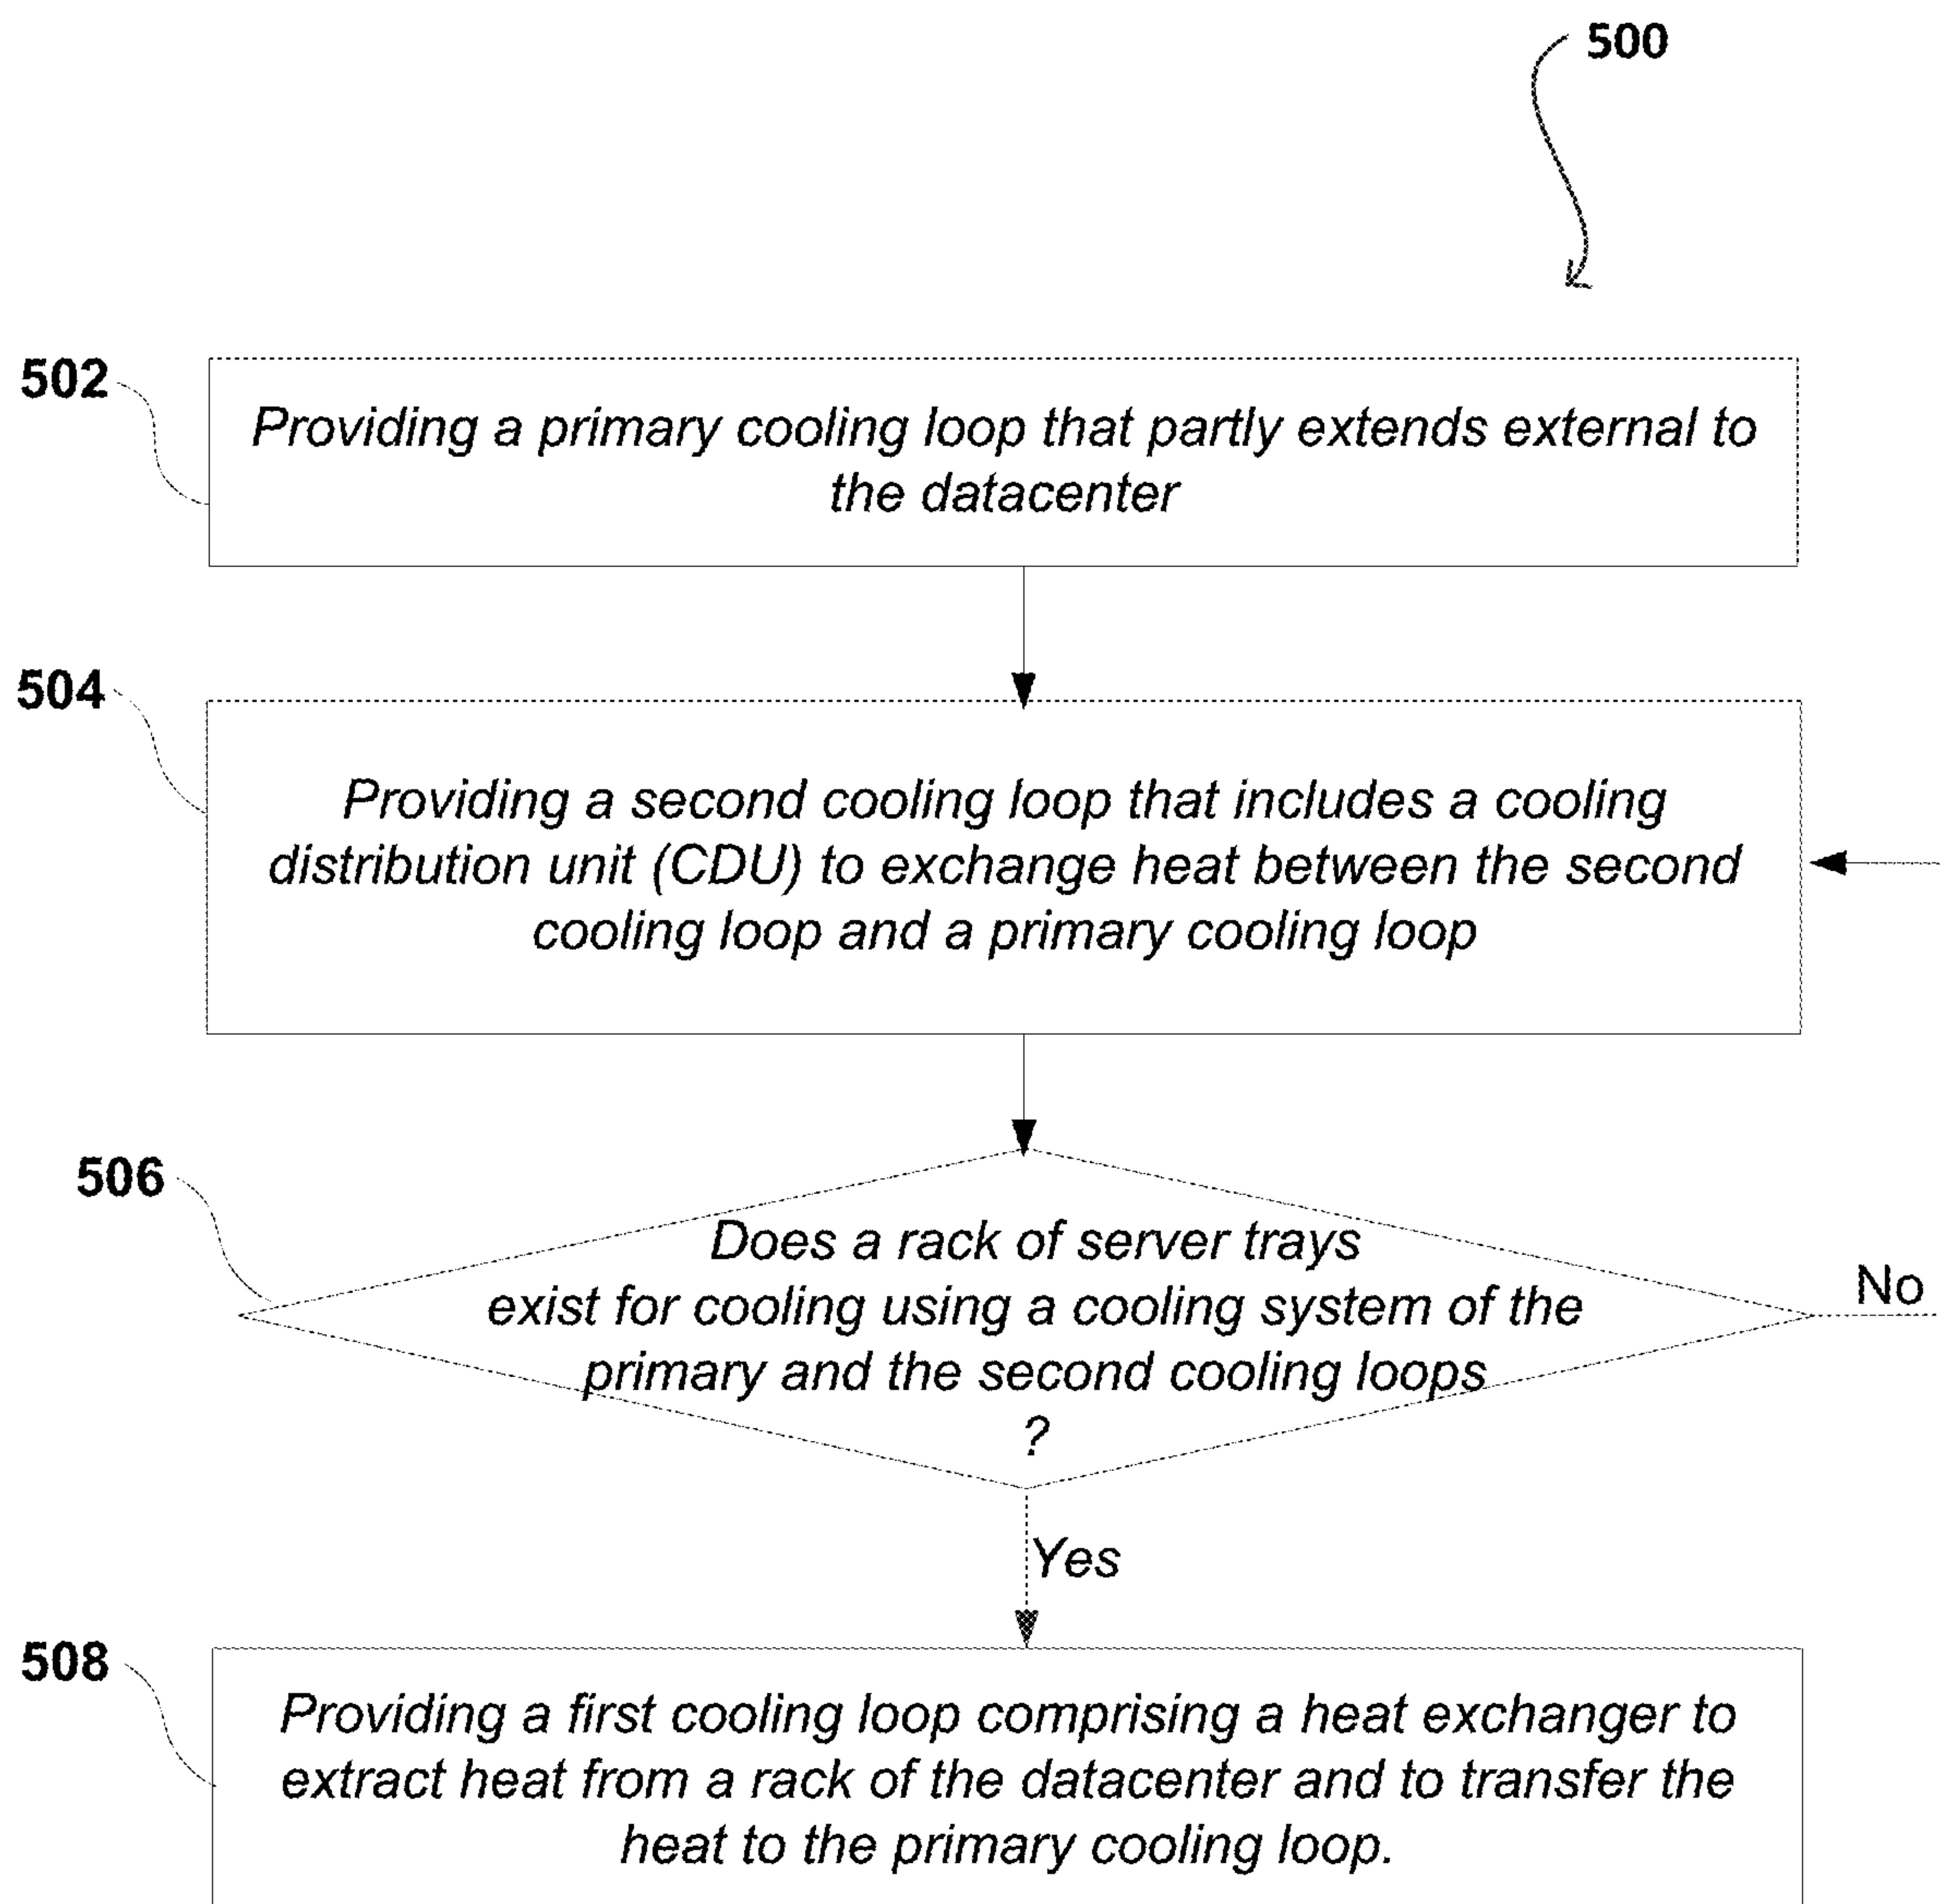 500
502
Providing a primary cooling loop that partly extends external to
the datacenter
504
Providing a second cooling loop that includes a cooling
distribution unit (CDU) to exchange heat between the second
cooling loop and a primary cooling loop
506
Does a rack of server trays
exist for cooling using a cooling system of the
primary and the second cooling loops
?
No
Yes
508
Providing a first cooling loop comprising a heat exchanger to
extract heat from a rack of the datacenter and to transfer the
heat to the primary cooling loop.